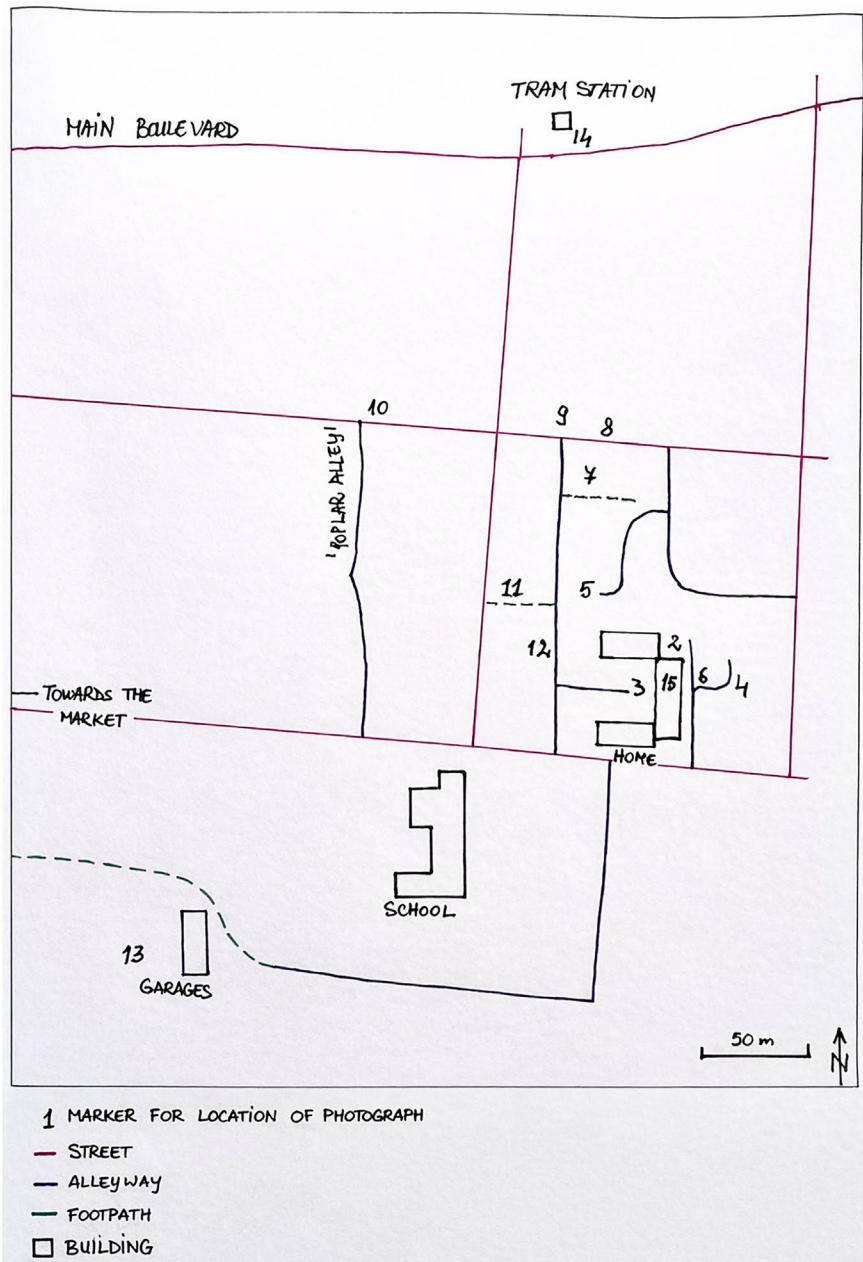 TRAM STATION
14
MAIN BOULEVARD
10
9
8
'POPLAR ALLEY'
7
11
5
12
2
3
15
6
4
TOWARDS THE
MARKET
HOME
SCHOOL
13
GARAGES
50 m
N
1 MARKER FOR LOCATION OF PHOTOGRAPH
STREET
ALLEYWAY
FOOTPATH
BUILDING